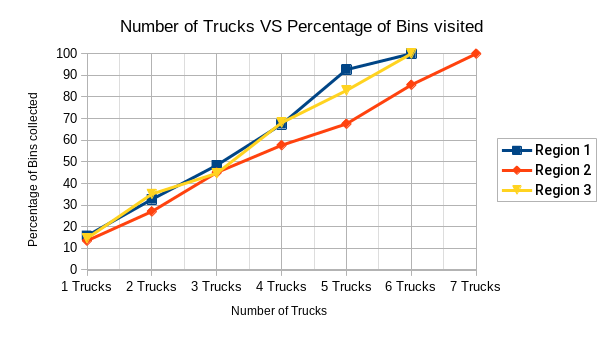 Number of Trucks VS Percentage of Bins visited
Percentage of Bins collected
100
90
80
70
60
50
40
30
20
10
0
1 Trucks 2 Trucks 3 Trucks 4 Trucks 5 Trucks 6 Trucks 7 Trucks
Number of Trucks
Region 1
Region 2
Region 3